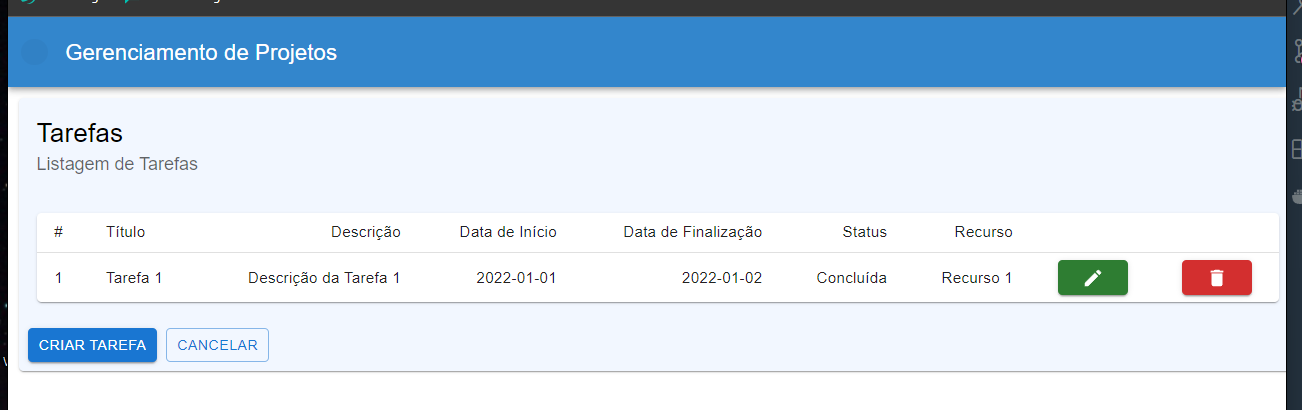 Gerenciamento de Projetos
Tarefas
Listagem de Tarefas
# Título Descrição Data de Início Data de Finalização Status Recurso
1 Tarefa 1 Descrição da Tarefa 1 2022-01-01 2022-01-02 Concluída Recurso 1
CRIAR TAREFA CANCELAR